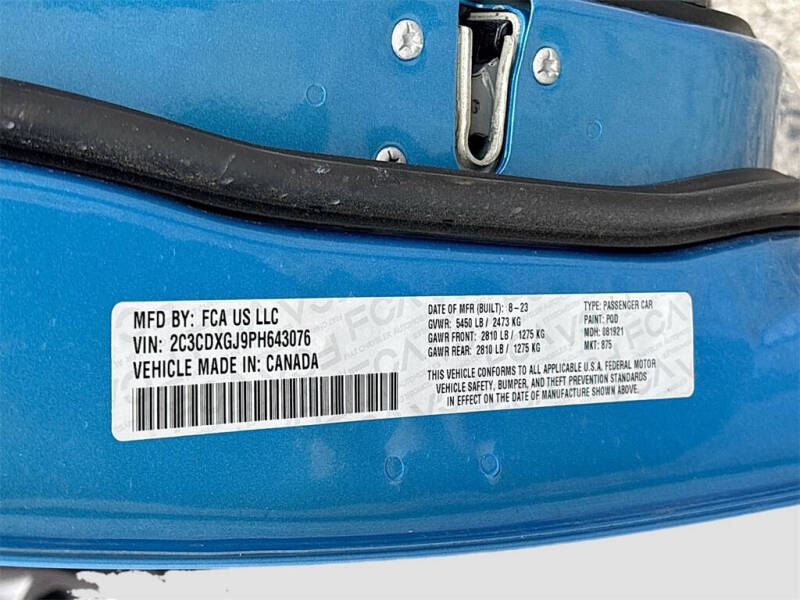 MFD BY: FCA US LLC
VIN: 2C3CDXGJ9PH643076
VEHICLE MADE IN: CANADA
DATE OF MFR (BUILT): 8-23
GVWR: 5450 LB / 2473 KG
GAWR FRONT: 2810 LB / 1275 KG
GAWR REAR: 2810 LB / 1275 KG
TYPE: PASSENGER CAR
PAINT: PQD
MDH: 081921
MKT: 875
THIS VEHICLE CONFORMS TO ALL APPLICABLE U.S.A. FEDERAL MOTOR
VEHICLE SAFETY, BUMPER, AND THEFT PREVENTION STANDARDS
IN EFFECT ON THE DATE OF MANUFACTURE SHOWN ABOVE.